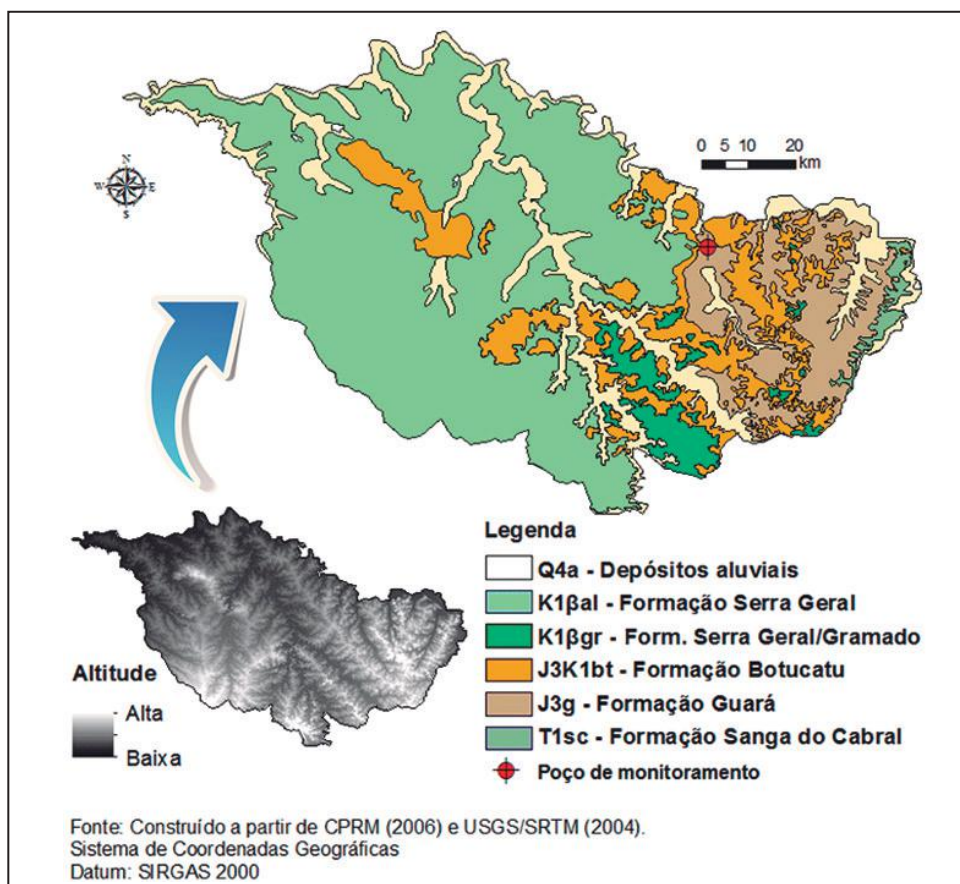 N
W
E
S
0 5 10 20
km
Legenda
Q4a - Depósitos aluviais
K1βal - Formação Serra Geral
K1βgr - Form. Serra Geral/Gramado
J3K1bt - Formação Botucatu
J3g - Formação Guará
T1sc - Formação Sanga do Cabral
Poço de monitoramento
Altitude
Alta
Baixa
Fonte: Construído a partir de CPRM (2006) e USGS/SRTM (2004).
Sistema de Coordenadas Geográficas
Datum: SIRGAS 2000